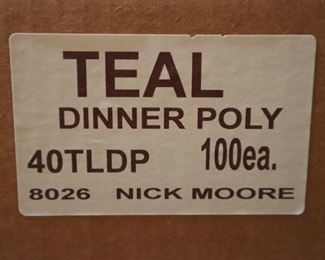 TEAL
DINNER POLY
40TLDP 100ea.
8026 NICK MOORE